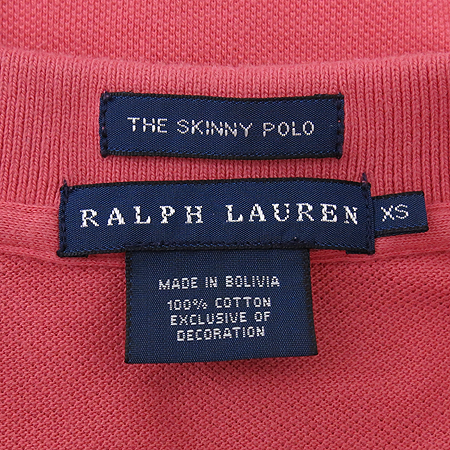 THE SKINNY POLO
RALPH LAUREN XS
MADE IN BOLIVIA
100% COTTON
EXCLUSIVE OF
DECORATION